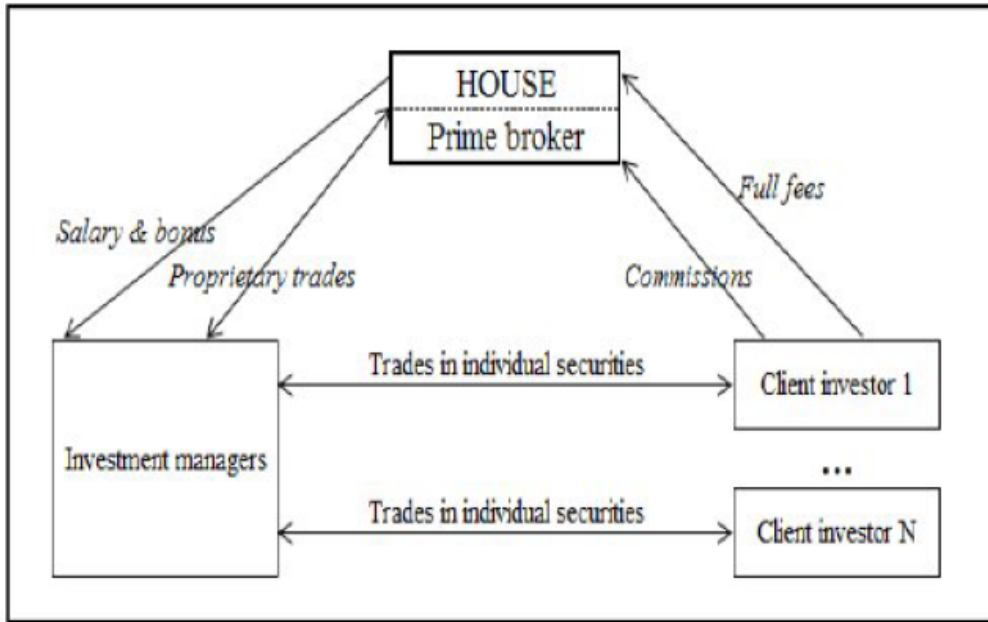 HOUSE
Prime broker
Full fees
Salary & bonus
Proprietary trades
Commissions
Trades in individual securities
Client investor 1
Investment managers
...
Trades in individual securities
Client investor N